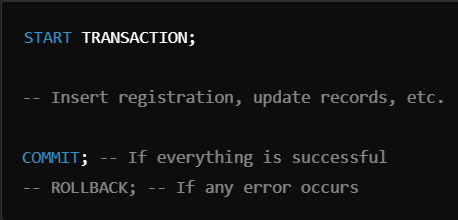 START TRANSACTION;
-- Insert registration, update records, etc.
COMMIT; -- If everything is successful
-- ROLLBACK; -- If any error occurs